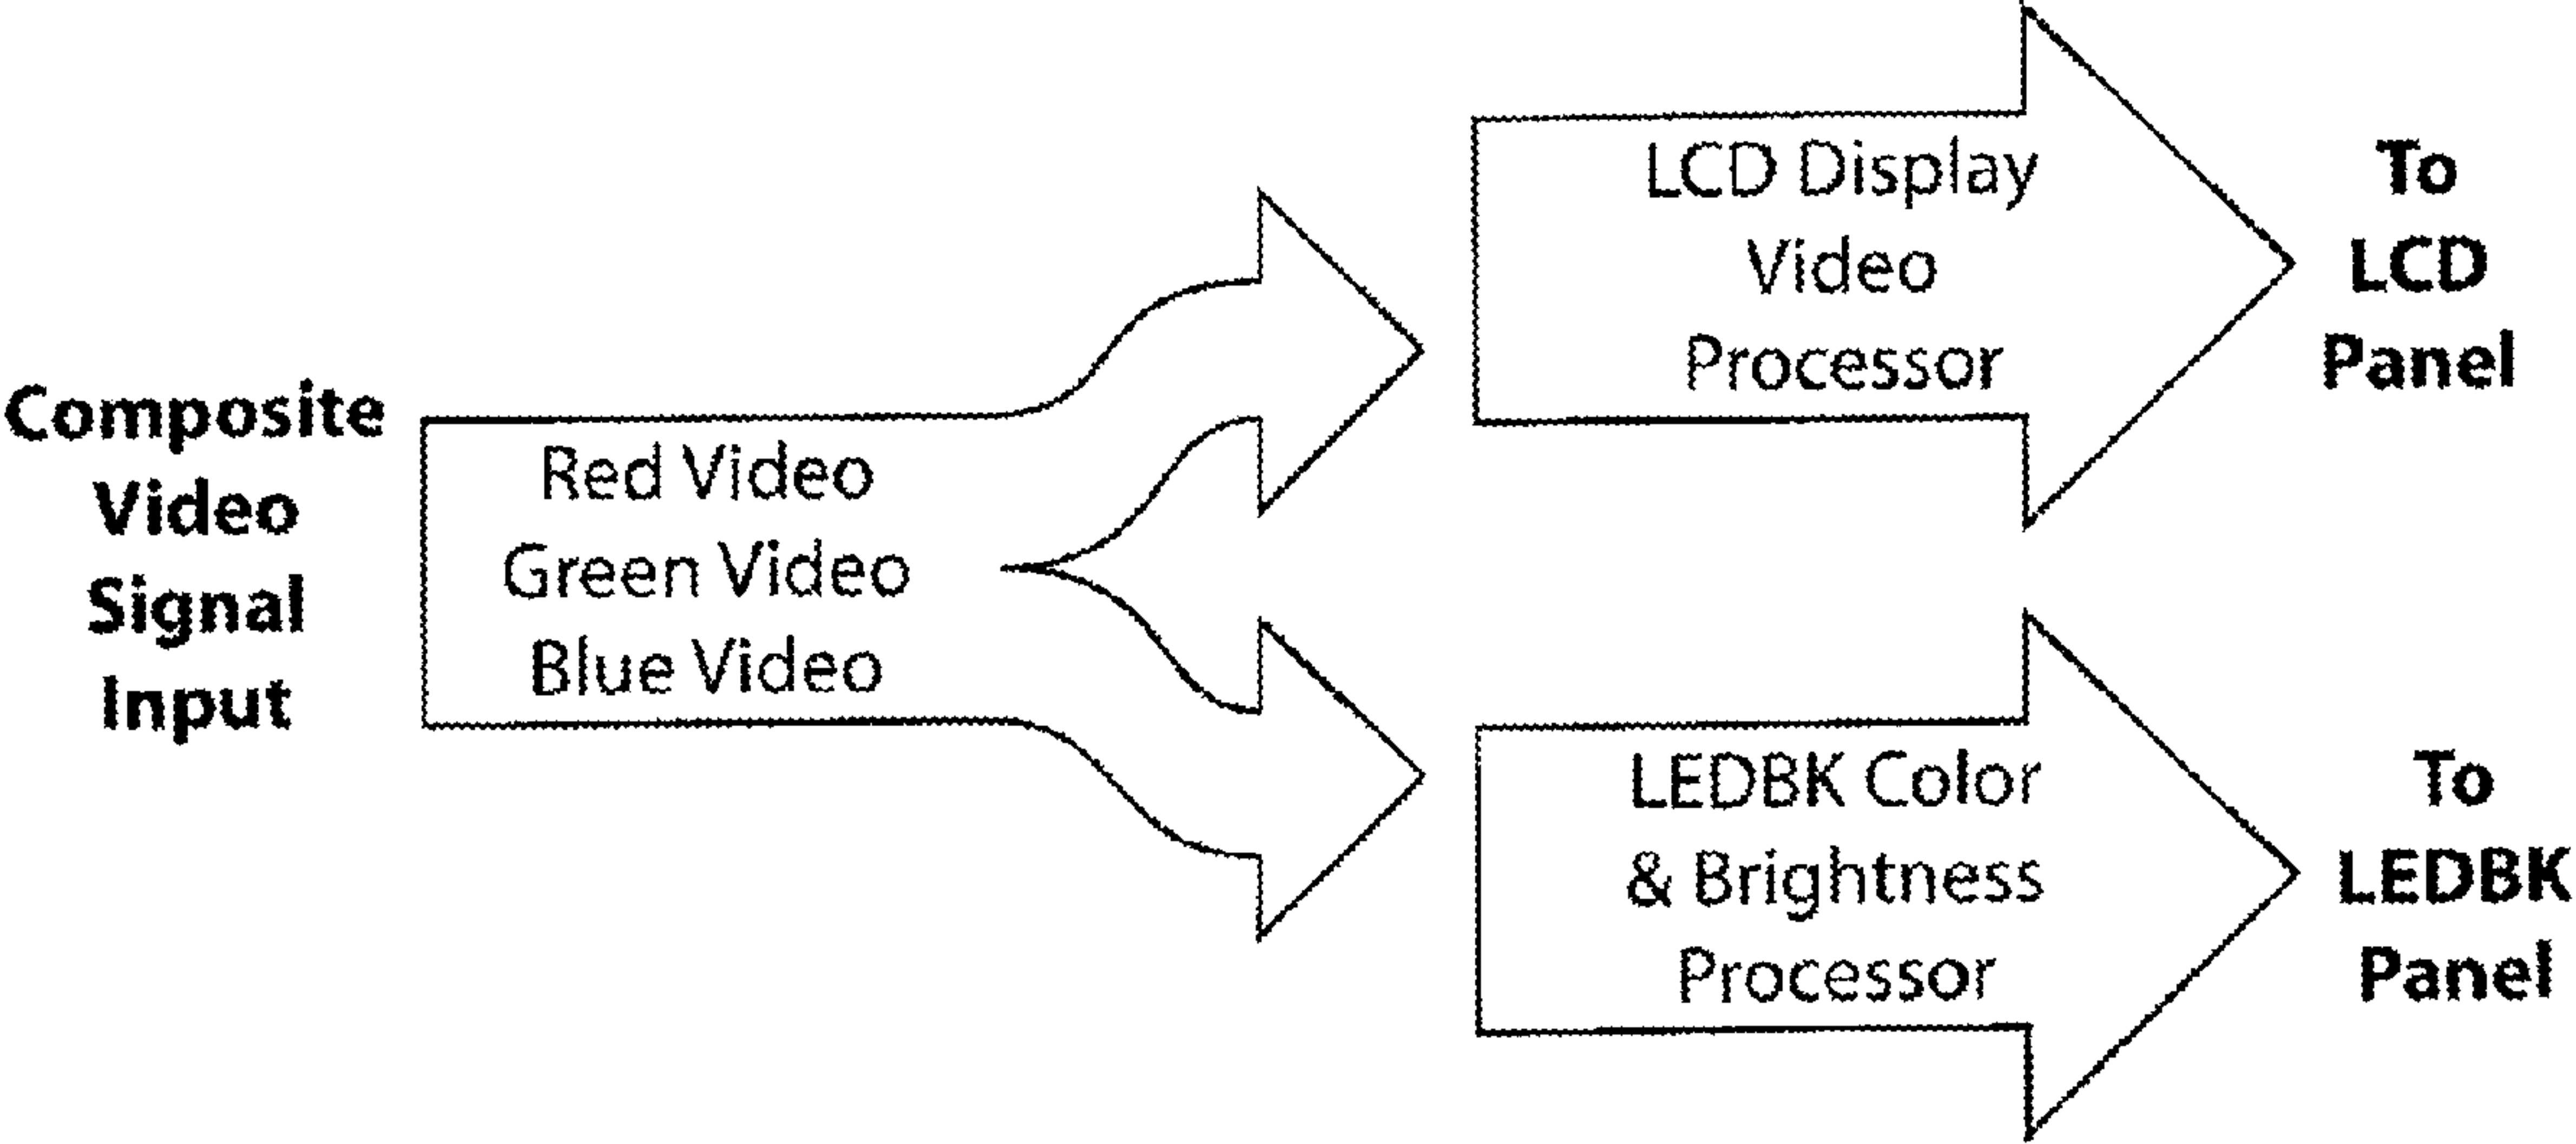 Composite
Video
Signal
Input
Red Video
Green Video
Blue Video
LCD Display
Video
Processor
To
LCD
Panel
LEDBK Color
& Brightness
Processor
To
LEDBK
Panel